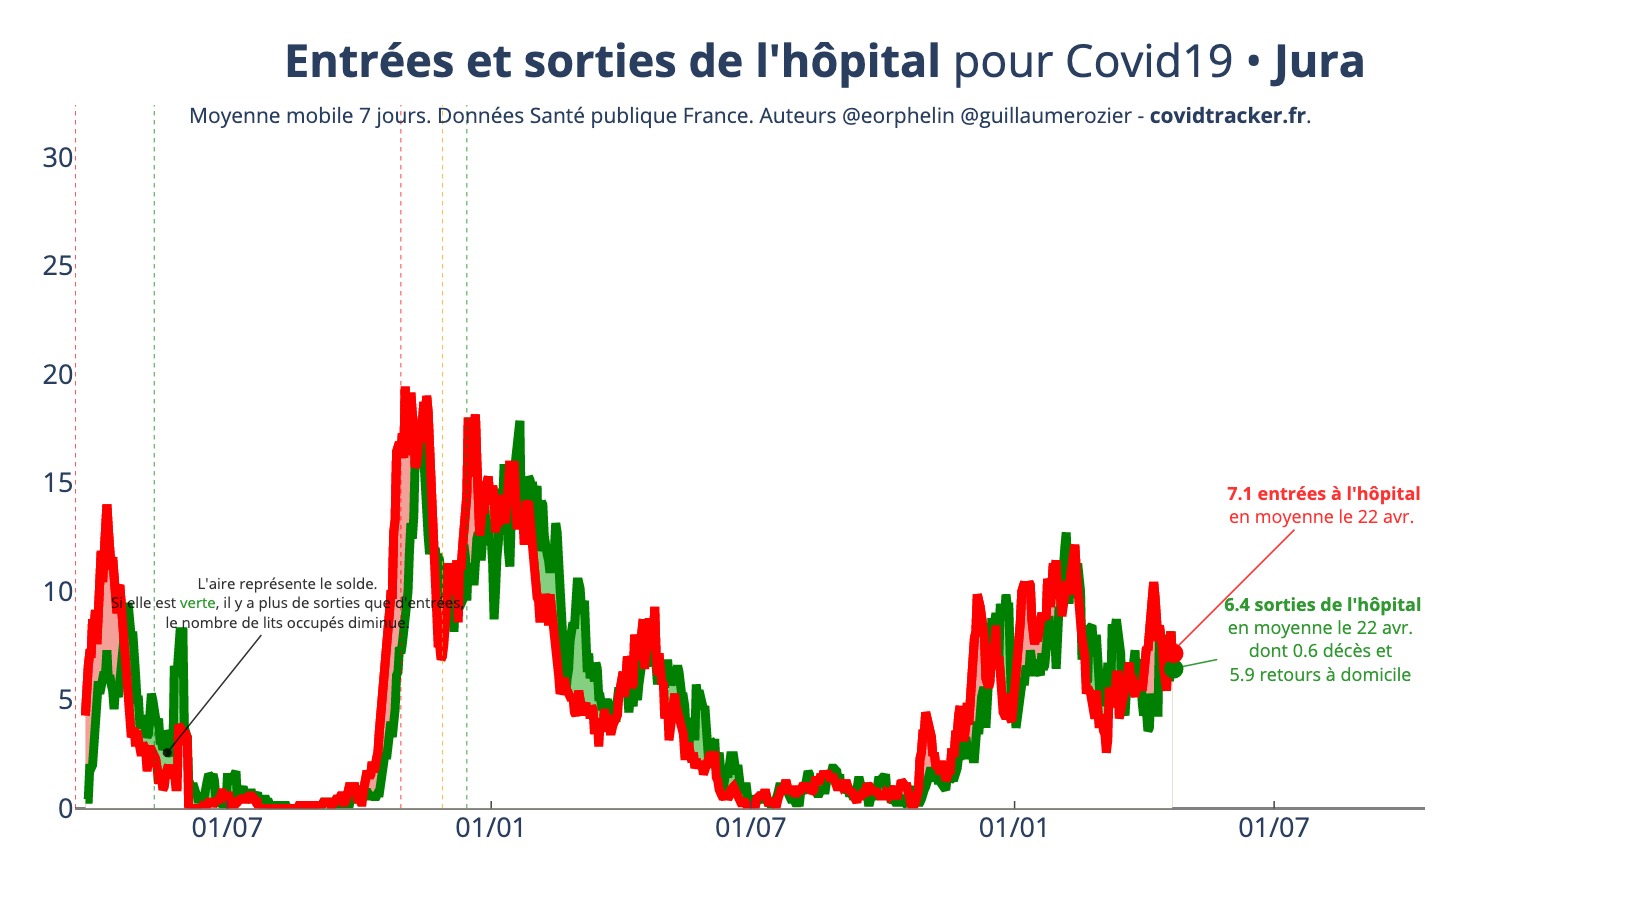 Entrées et sorties de l'hôpital pour Covid19 • Jura
Moyenne mobile 7 jours. Données Santé publique France. Auteurs @eorphelin @guillaumerozier - covidtracker.fr.
30
25
20
15
10
5
0
L'aire représente le solde.
Si elle est verte, il y a plus de sorties que d'entrées,
le nombre de lits occupés diminue.
7.1 entrées à l'hôpital
en moyenne le 22 avr.
6.4 sorties de l'hôpital
en moyenne le 22 avr.
dont 0.6 décès et
5.9 retours à domicile
01/07
01/01
01/07
01/01
01/07